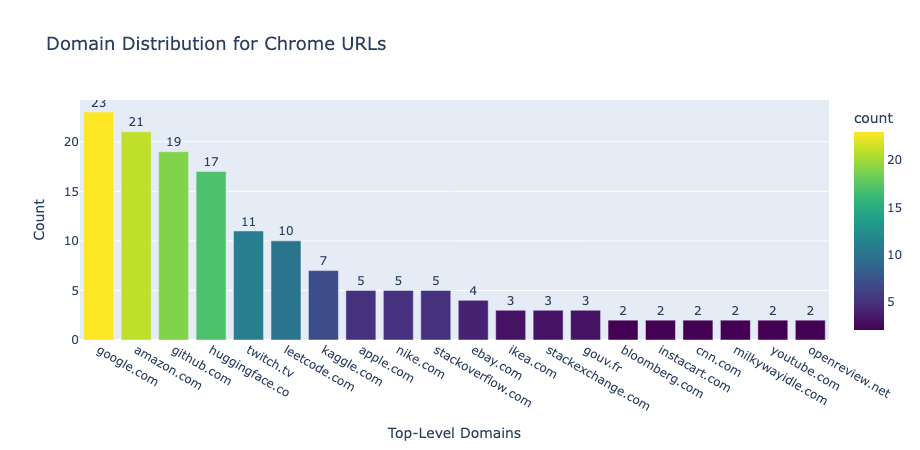 Domain Distribution for Chrome URLs
count
23
21
19
17
11
10
7
5
5
5
4
3
3
3
2
2
2
2
2
2
20
15
10
5
0
Count
20
15
10
5
google.com
amazon.com
github.com
huggingface.co
twitch.tv
leetcode.com
kaggle.com
apple.com
nike.com
stackoverflow.com
ebay.com
ikea.com
stackexchange.com
gouv.fr
bloomberg.com
instacart.com
cnn.com
milkywayidle.com
youtube.com
openreview.net
Top-Level Domains